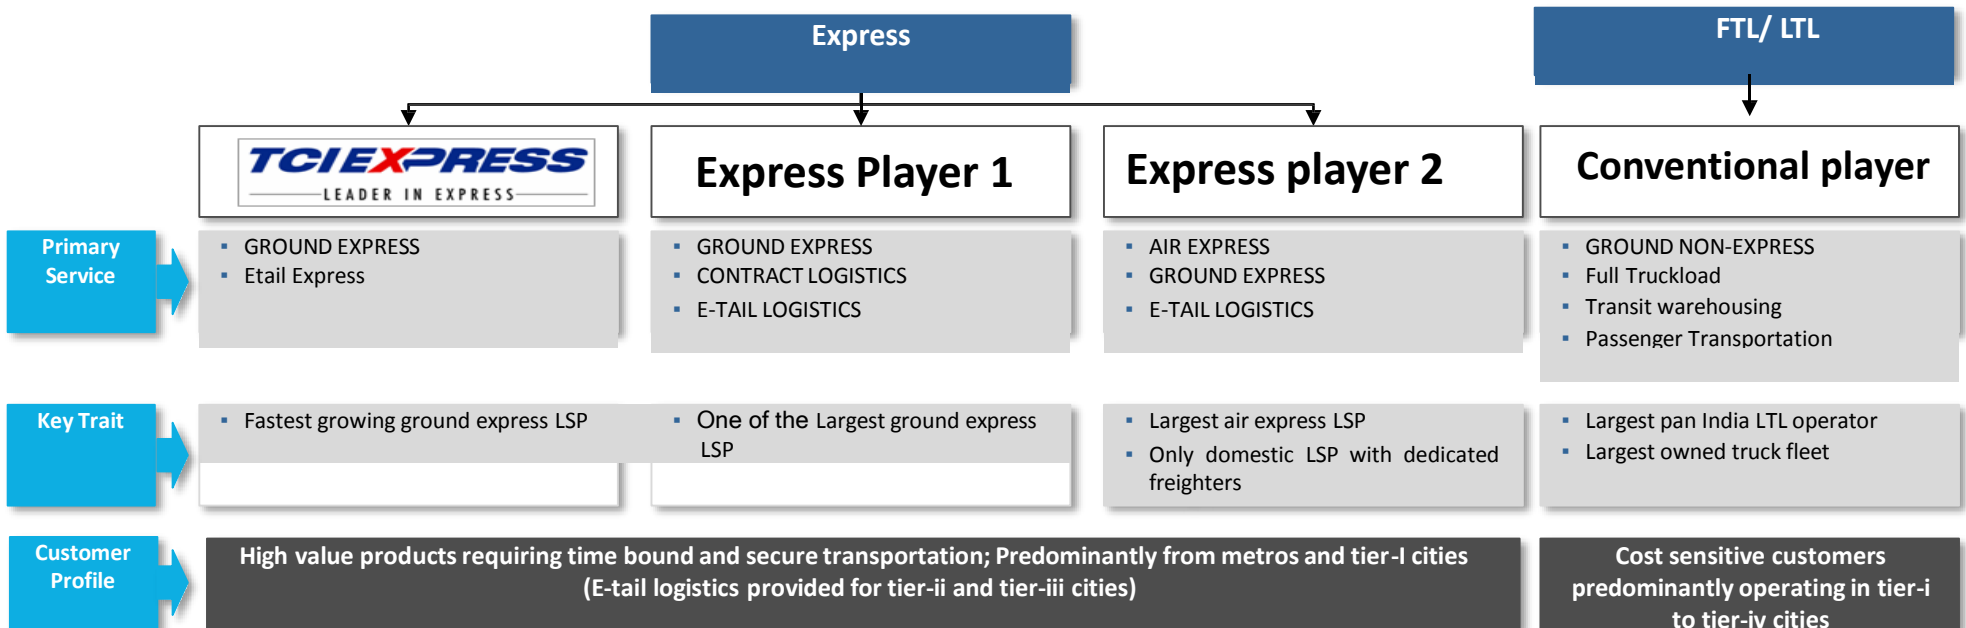 Express
FTL/ LTL
TCIEXPRESS
LEADER IN EXPRESS
Express Player 1
Express player 2
Conventional player
Primary
Service
▪ GROUND EXPRESS
▪ Etail Express
▪ GROUND EXPRESS
▪ CONTRACT LOGISTICS
▪ E-TAIL LOGISTICS
▪ AIR EXPRESS
▪ GROUND EXPRESS
▪ E-TAIL LOGISTICS
▪ GROUND NON-EXPRESS
▪ Full Truckload
▪ Transit warehousing
▪ Passenger Transportation
Key Trait
▪ Fastest growing ground express LSP
▪ One of the Largest ground express
LSP
▪ Largest air express LSP
▪ Only domestic LSP with dedicated
freighters
▪ Largest pan India LTL operator
▪ Largest owned truck fleet
Customer
Profile
High value products requiring time bound and secure transportation; Predominantly from metros and tier-I cities
(E-tail logistics provided for tier-ii and tier-iii cities)
Cost sensitive customers
predominantly operating in tier-i
to tier-iv cities